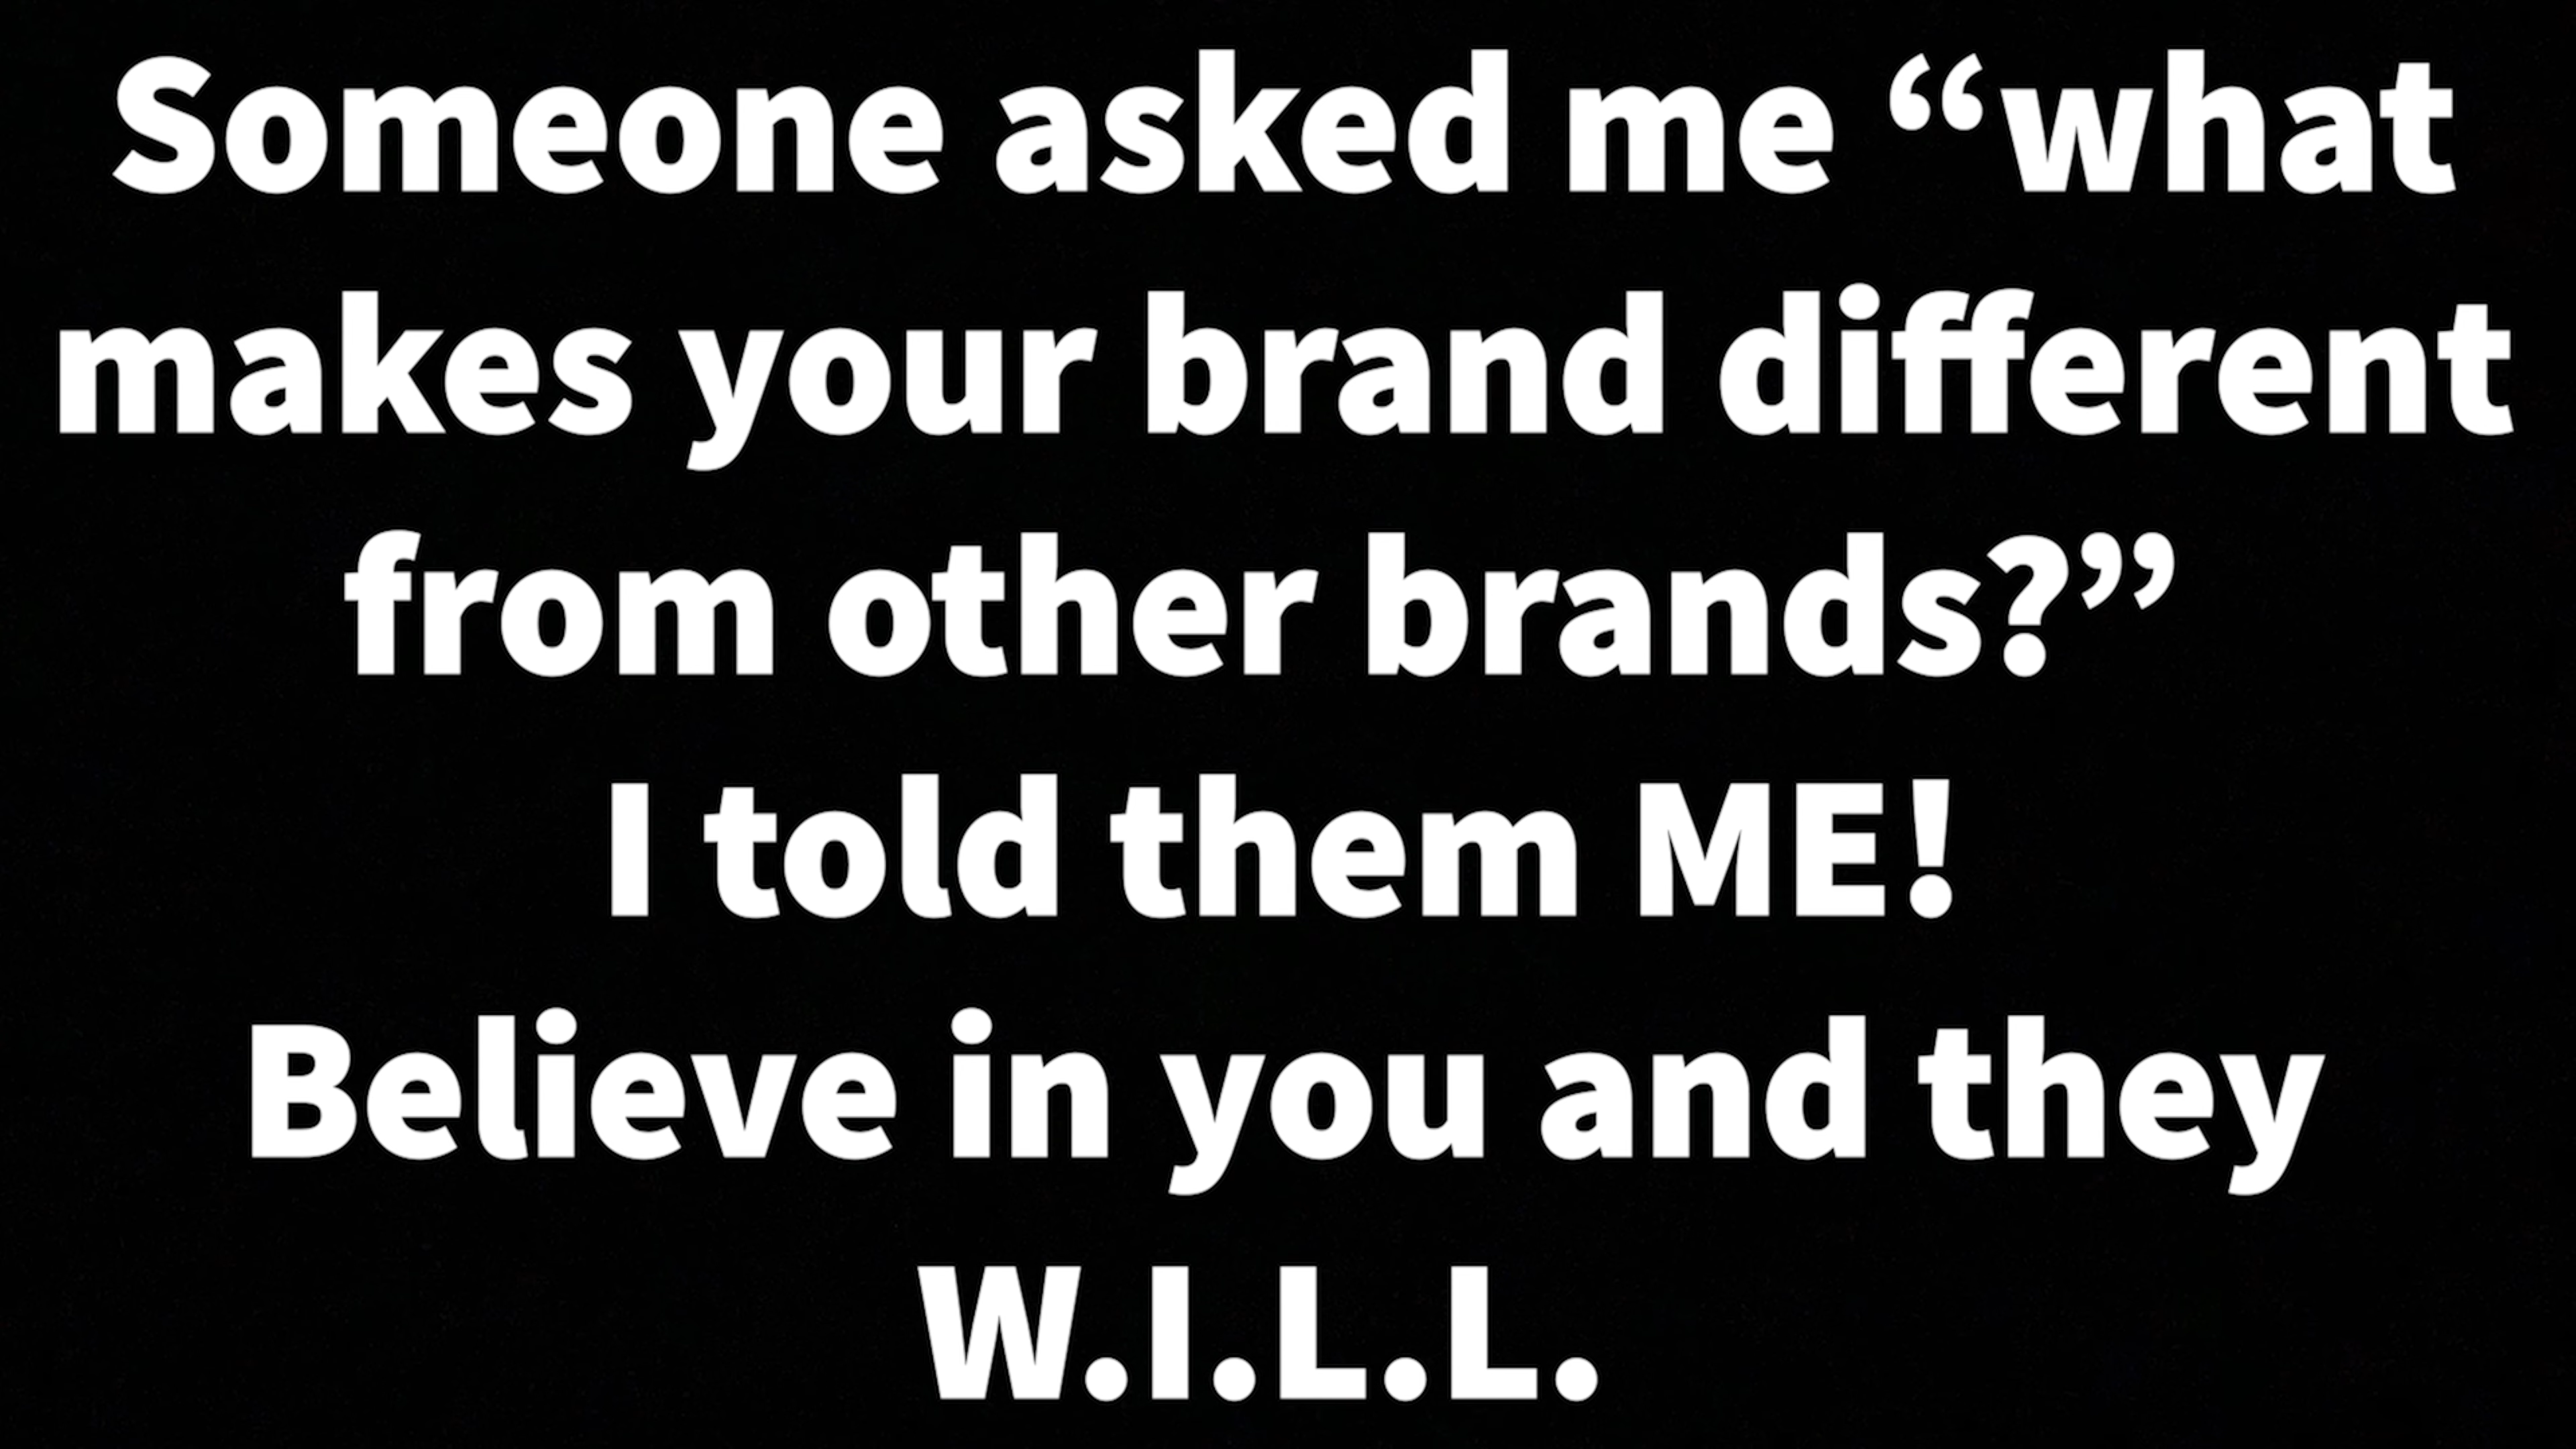 Someone asked me “what
makes your brand different
from other brands?”
I told them ME!
Believe in you and they
W.I.L.L.